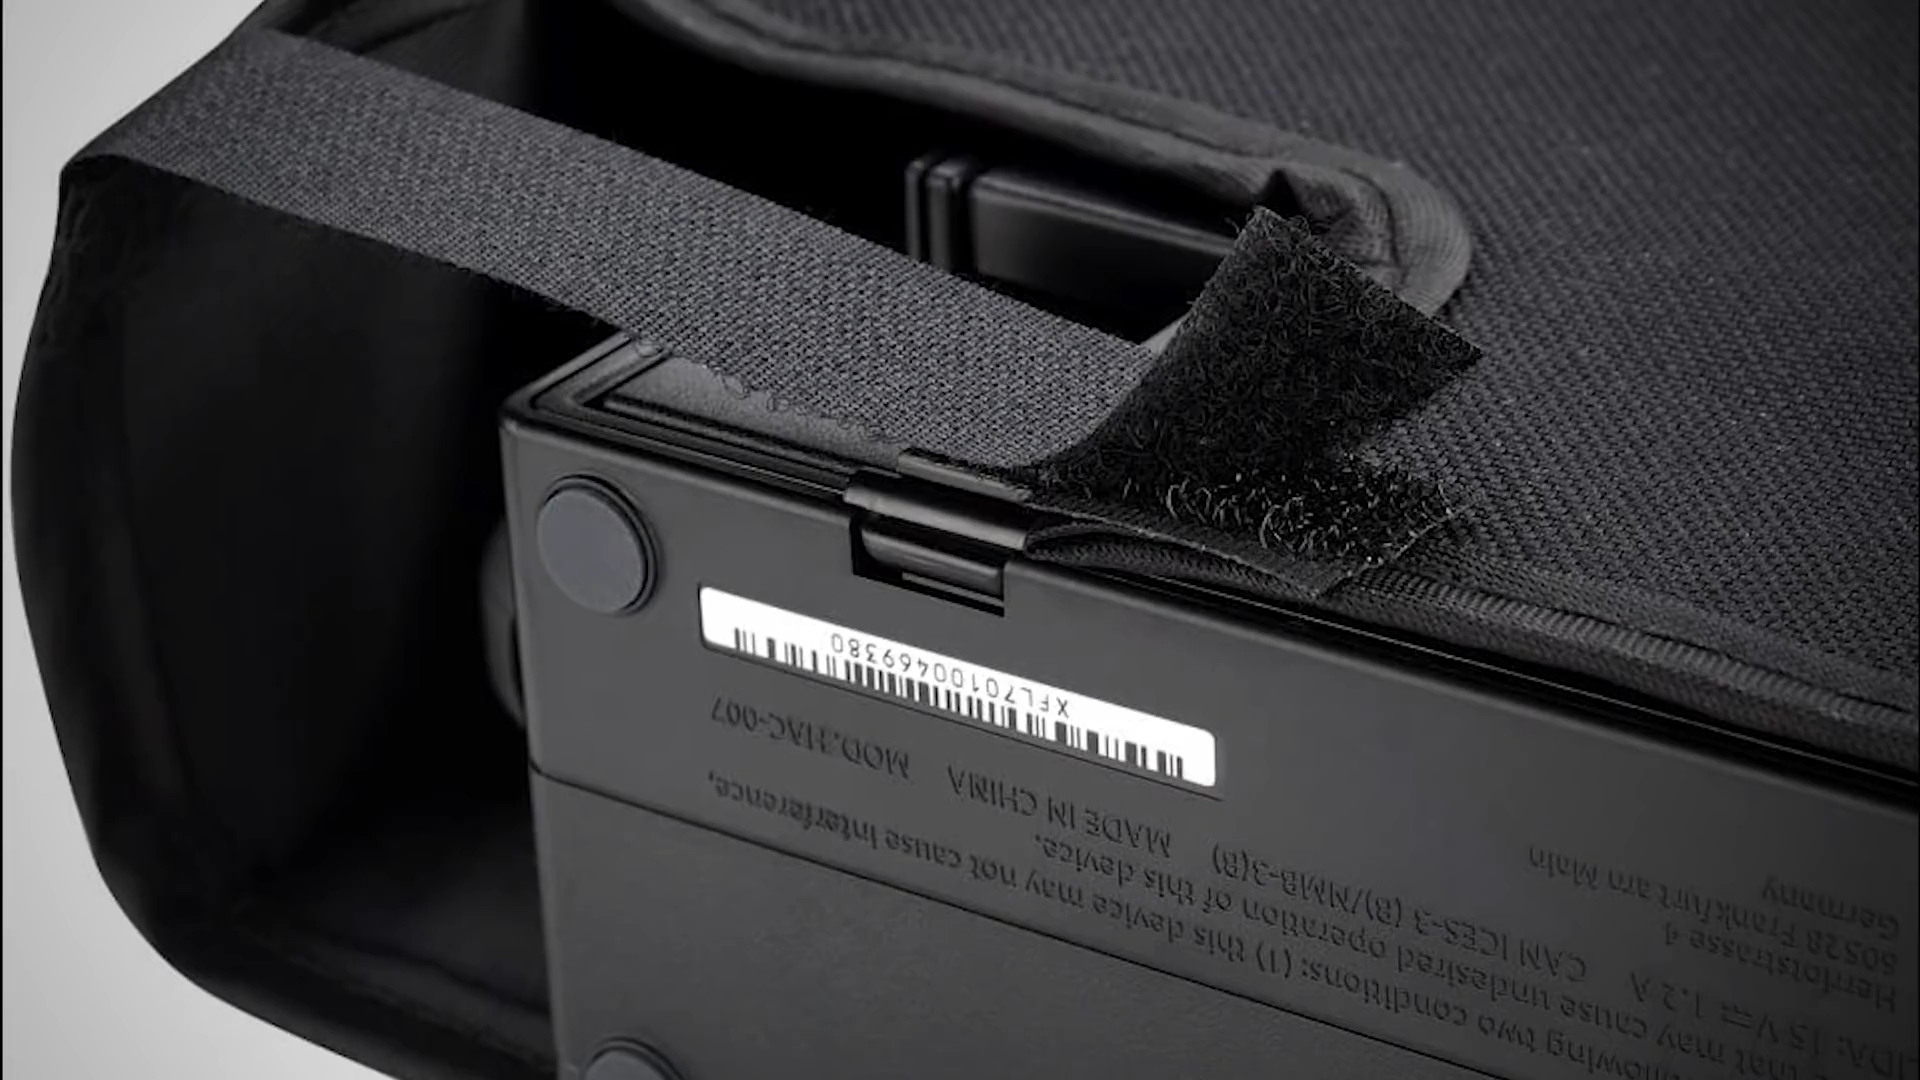 two conditions: (1) this device may not cause interference,
that may cause undesired operation of this device.
15 V⎓ 1.2 A CAN ICES-3 (B)/NMB-3(B) MADE IN CHINA MOD.HAC-007
Herriotstrasse 4
60528 Frankfurt am Main
Germany
XFL70100469380